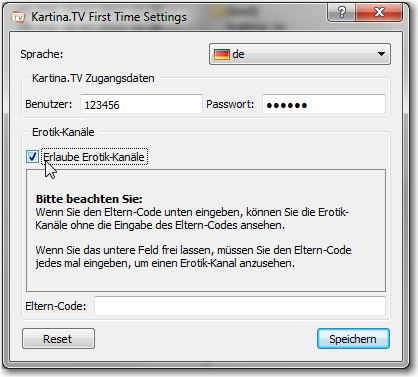 Kartina.TV First Time Settings
Sprache: de
Kartina.TV Zugangsdaten
Benutzer: 123456 Passwort: ●●●●●●
Erotik-Kanäle
Erlaube Erotik-Kanäle
Bitte beachten Sie:
Wenn Sie den Eltern-Code unten eingeben, können Sie die Erotik-
Kanäle ohne die Eingabe des Eltern-Codes ansehen.
Wenn Sie das untere Feld frei lassen, müssen Sie den Eltern-Code
jedes mal eingeben, um einen Erotik-Kanal anzusehen.
Eltern-Code:
Reset Speichern